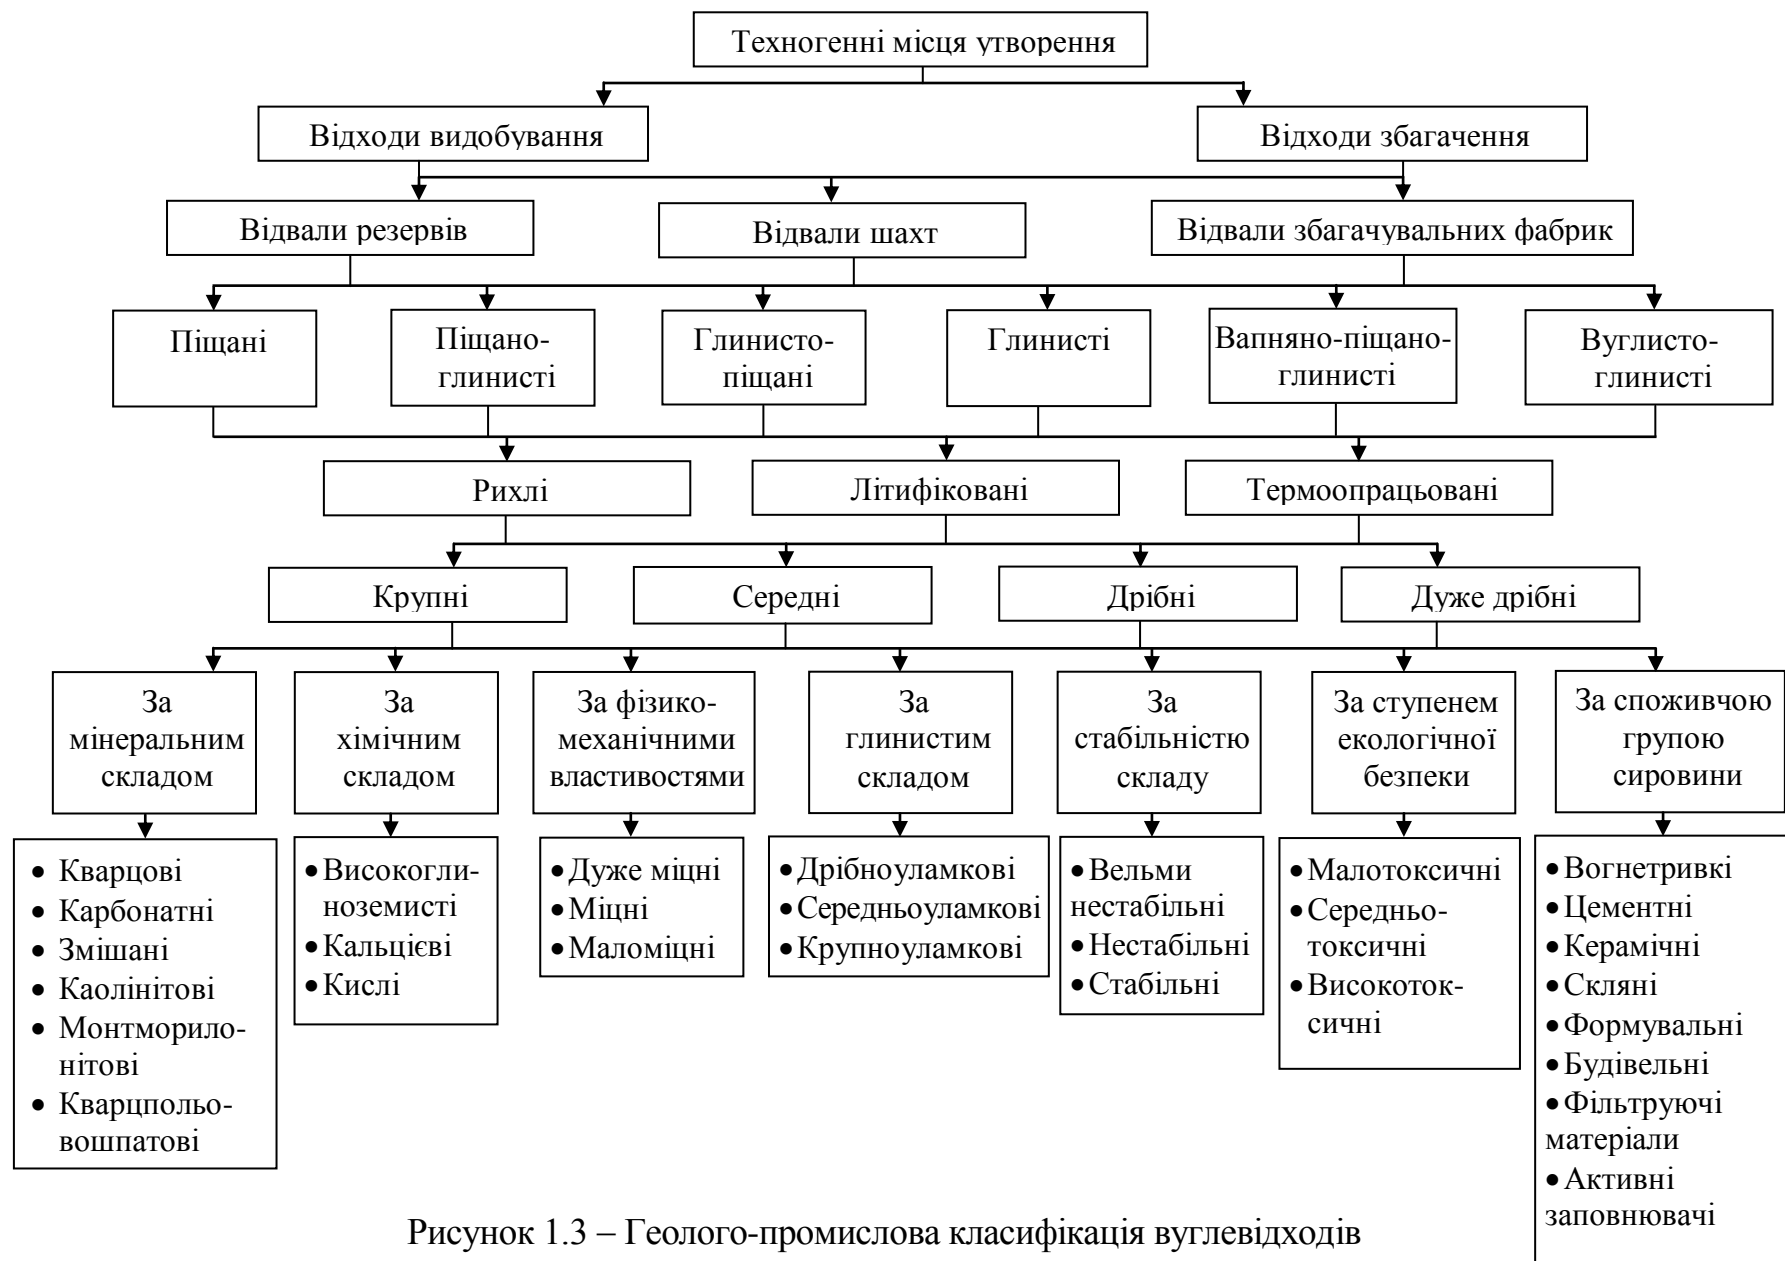 Техногенні місця утворення
Відходи видобування
Відходи збагачення
Відвали резервів
Відвали шахт
Відвали збагачувальних фабрик
Піщані
Піщано-
глинисті
Глинисто-
піщані
Глинисті
Вапняно-піщано-
глинисті
Вуглисто-
глинисті
Рихлі
Літифіковані
Термоопрацьовані
Крупні
Середні
Дрібні
Дуже дрібні
За
мінеральним
складом
За
хімічним
складом
За фізико-
механічними
властивостями
За
глинистим
складом
За
стабільністю
складу
За ступенем
екологічної
безпеки
За споживчою
групою
сировини
• Кварцові
• Карбонатні
• Змішані
• Каолінітові
• Монтморило-
нітові
• Кварцпольо-
вошпатові
• Високогли-
ноземисті
• Кальцієві
• Кислі
• Дуже міцні
• Міцні
• Маломіцні
• Дрібноуламкові
• Середньоуламкові
• Крупноуламкові
• Вельми
нестабільні
• Нестабільні
• Стабільні
• Малотоксичні
• Середньо-
токсичні
• Високоток-
сичні
• Вогнетривкі
• Цементні
• Керамічні
• Скляні
• Формувальні
• Будівельні
• Фільтруючі
матеріали
• Активні
заповнювачі
Рисунок 1.3 – Геолого-промислова класифікація вуглевідходів